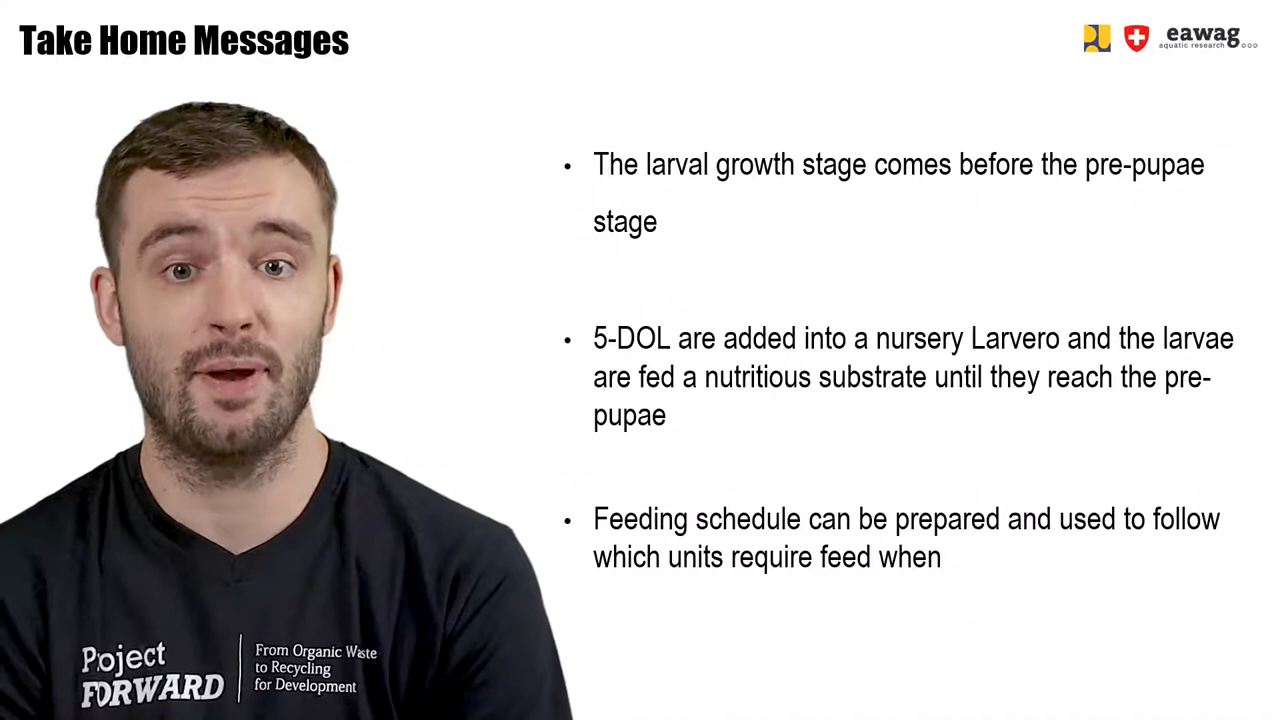 Take Home Messages
eawag
aquatic research
• The larval growth stage comes before the pre-pupae
stage
• 5-DOL are added into a nursery Larvero and the larvae
are fed a nutritious substrate until they reach the pre-
pupae
• Feeding schedule can be prepared and used to follow
which units require feed when
Project
FORWARD
From Organic Waste
to Recycling
for Development